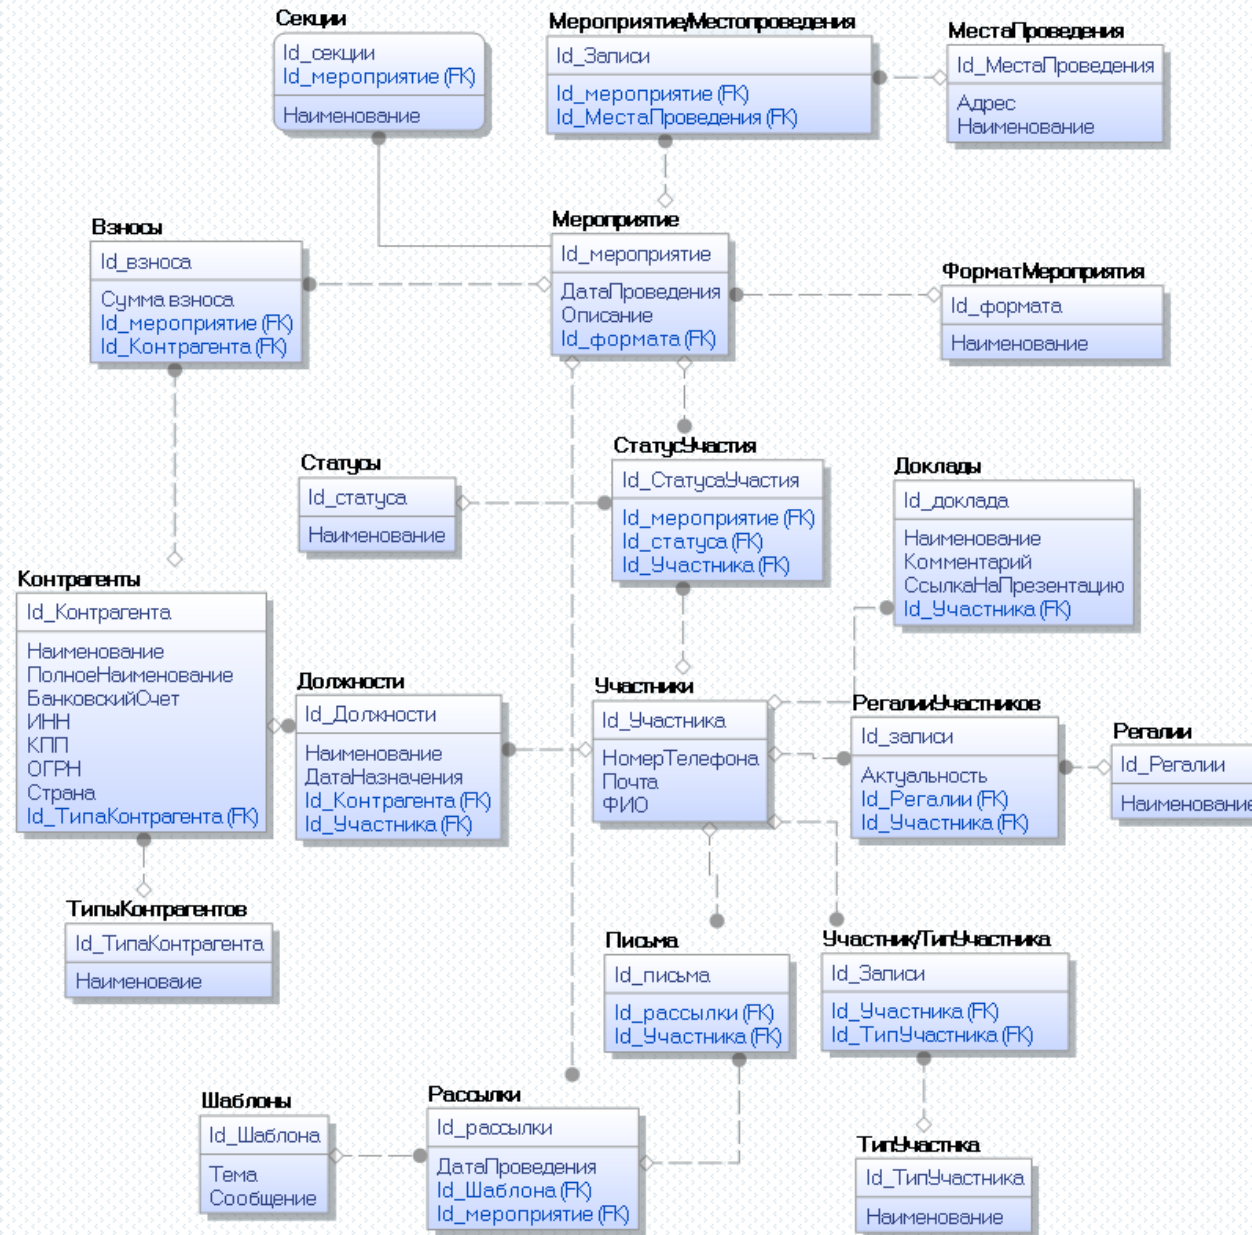 Секции
Id_секции
Id_мероприятие (FK)
Наименование
Мероприятие/Местопроведения
Id_Записи
Id_мероприятие (FK)
Id_МестаПроведения (FK)
МестаПроведения
Id_МестаПроведения
Адрес
Наименование
Взносы
Id_взноса
Сумма взноса
Id_мероприятие (FK)
Id_Контрагента (FK)
Мероприятие
Id_мероприятие
ДатаПроведения
Описание
Id_формата (FK)
ФорматМероприятия
Id_формата
Наименование
Статусы
Id_статуса
Наименование
СтатусУчастия
Id_СтатусаУчастия
Id_мероприятие (FK)
Id_статуса (FK)
Id_Участника (FK)
Доклады
Id_доклада
Наименование
Комментарий
СсылкаНаПрезентацию
Id_Участника (FK)
Контрагенты
Id_Контрагента
Наименование
ПолноеНаименование
БанковскийСчет
ИНН
КПП
ОГРН
Страна
Id_ТипаКонтрагента (FK)
Должности
Id_Должности
Наименование
ДатаНазначения
Id_Контрагента (FK)
Id_Участника (FK)
Участники
Id_Участника
НомерТелефона
Почта
ФИО
РегалииУчастников
Id_записи
Актуальность
Id_Регалии (FK)
Id_Участника (FK)
Регалии
Id_Регалии
Наименование
ТипыКонтрагентов
Id_ТипаКонтрагента
Наименоваие
Письма
Id_письма
Id_рассылки (FK)
Id_Участника (FK)
Участник/ТипУчастника
Id_Записи
Id_Участника (FK)
Id_ТипУчастника (FK)
Шаблоны
Id_Шаблона
Тема
Сообщение
Рассылки
Id_рассылки
ДатаПроведения
Id_Шаблона (FK)
Id_мероприятие (FK)
ТипУчастнка
Id_ТипУчастника
Наименование